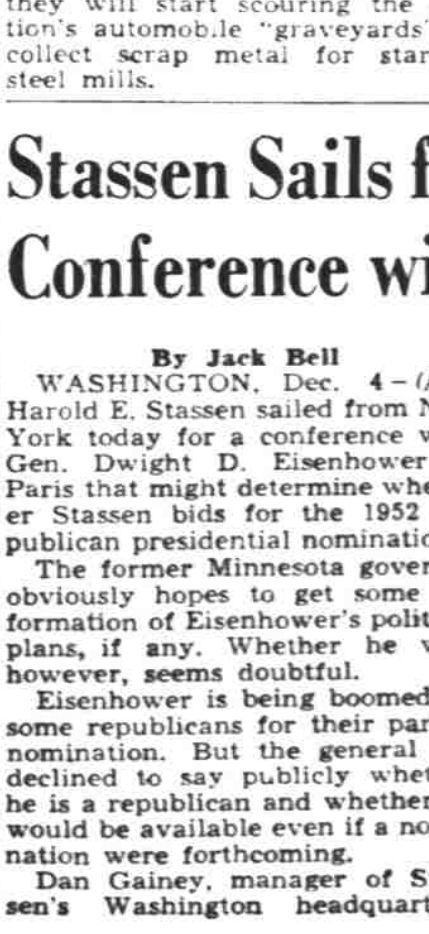 they will start scouring the
tion's automobile "graveyards"
collect scrap metal for star
steel mills.
Stassen Sails f
Conference wi
By Jack Bell
WASHINGTON, Dec. 4–(A
Harold E. Stassen sailed from N
York today for a conference w
Gen. Dwight D. Eisenhower
Paris that might determine whe
er Stassen bids for the 1952
publican presidential nominatio
The former Minnesota gover
obviously hopes to get some
formation of Eisenhower's polit
plans, if any. Whether he w
however, seems doubtful.
Eisenhower is being boomed
some republicans for their par
nomination. But the general
declined to say publicly whet
he is a republican and whether
would be available even if a no
nation were forthcoming.
Dan Gainey, manager of S
sen's Washington headquart